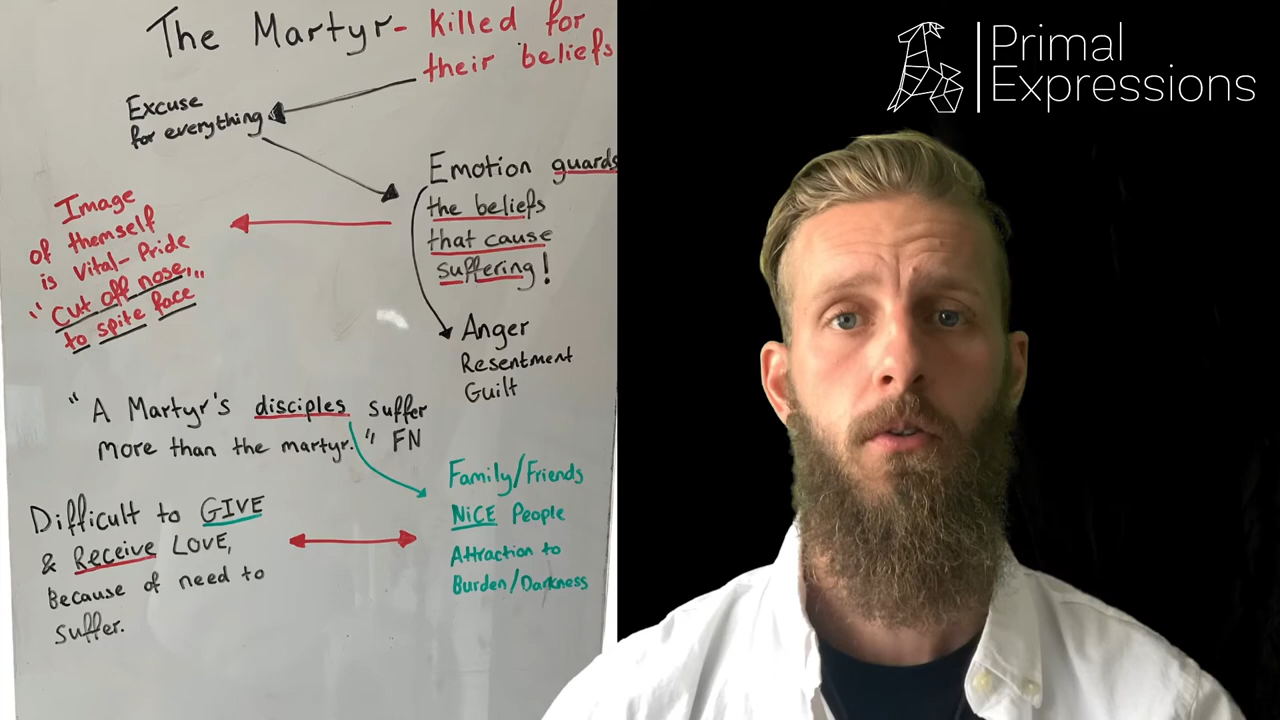 The Martyr - killed for
their beliefs
Excuse
for everything
Emotion guards
the beliefs
that cause
suffering!
Image
of themself
is vital - Pride
"Cut off nose,,,
to spite face
Anger
Resentment
Guilt
"A Martyr's disciples suffer
more than the martyr." FN
Family/Friends
NiCE People
Attraction to
Burden/Darkness
Difficult to GIVE
& Receive LOVE,
Because of need to
suffer.
Primal
Expressions